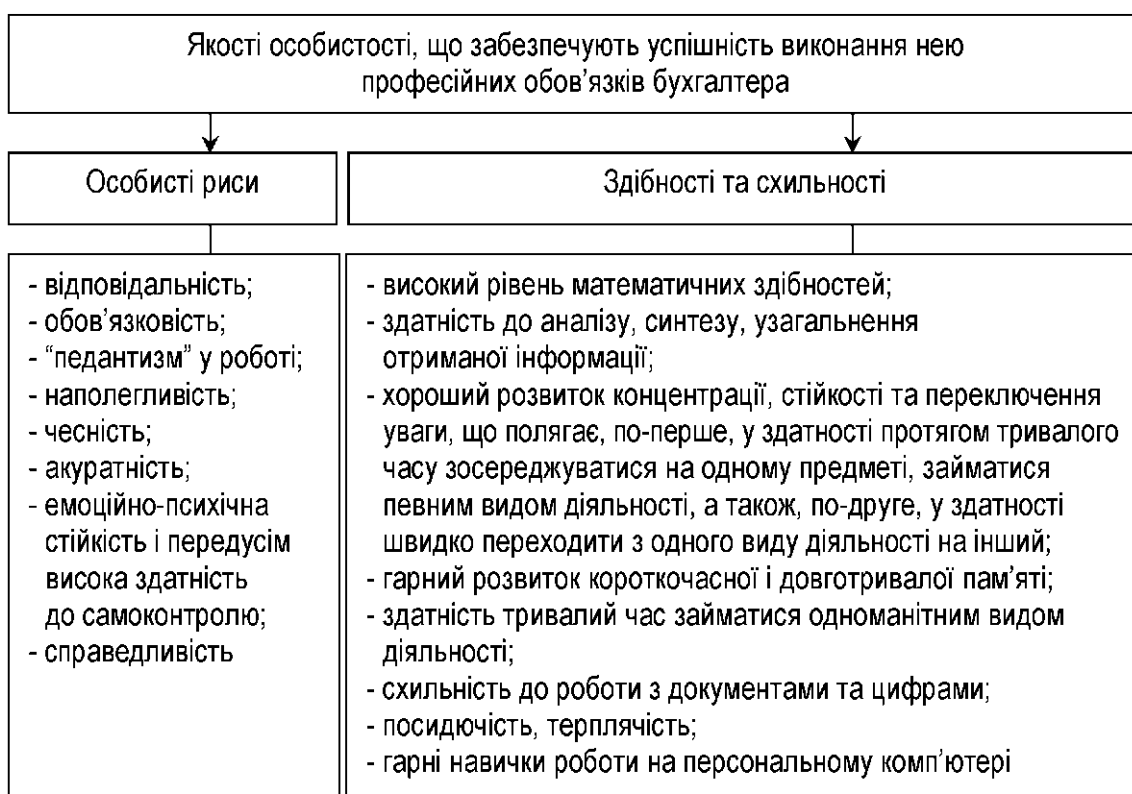 Якості особистості, що забезпечують успішність виконання нею
професійних обов’язків бухгалтера
Особисті риси
- відповідальність;
- обов’язковість;
- “педантизм” у роботі;
- наполегливість;
- чесність;
- акуратність;
- емоційно-психічна
стійкість і передусім
висока здатність
до самоконтролю;
- справедливість
Здібності та схильності
- високий рівень математичних здібностей;
- здатність до аналізу, синтезу, узагальнення
отриманої інформації;
- хороший розвиток концентрації, стійкості та переключення
уваги, що полягає, по-перше, у здатності протягом тривалого
часу зосереджуватися на одному предметі, займатися
певним видом діяльності, а також, по-друге, у здатності
швидко переходити з одного виду діяльності на інший;
- гарний розвиток короткочасної і довготривалої пам’яті;
- здатність тривалий час займатися одноманітним видом
діяльності;
- схильність до роботи з документами та цифрами;
- посидючість, терплячість;
- гарні навички роботи на персональному комп’ютері